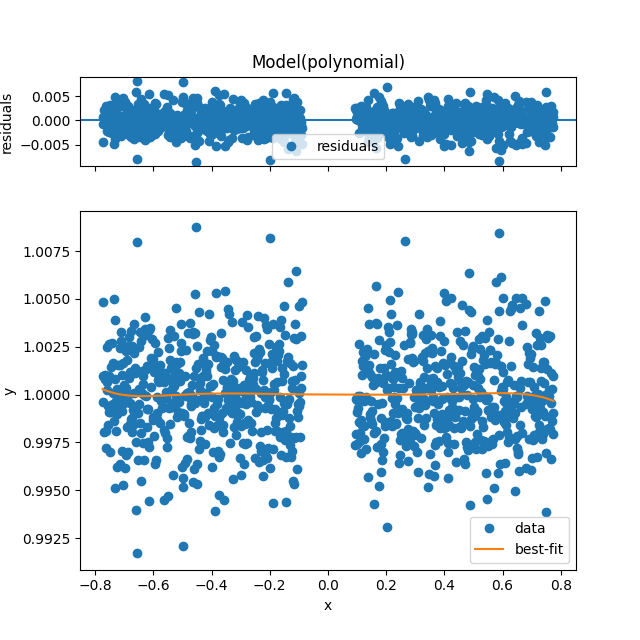 Model(polynomial)
residuals
0.005
0.000
−0.005
residuals
y
1.0075
1.0050
1.0025
1.0000
0.9975
0.9950
0.9925
data
best-fit
−0.8 −0.6 −0.4 −0.2 0.0 0.2 0.4 0.6 0.8
x